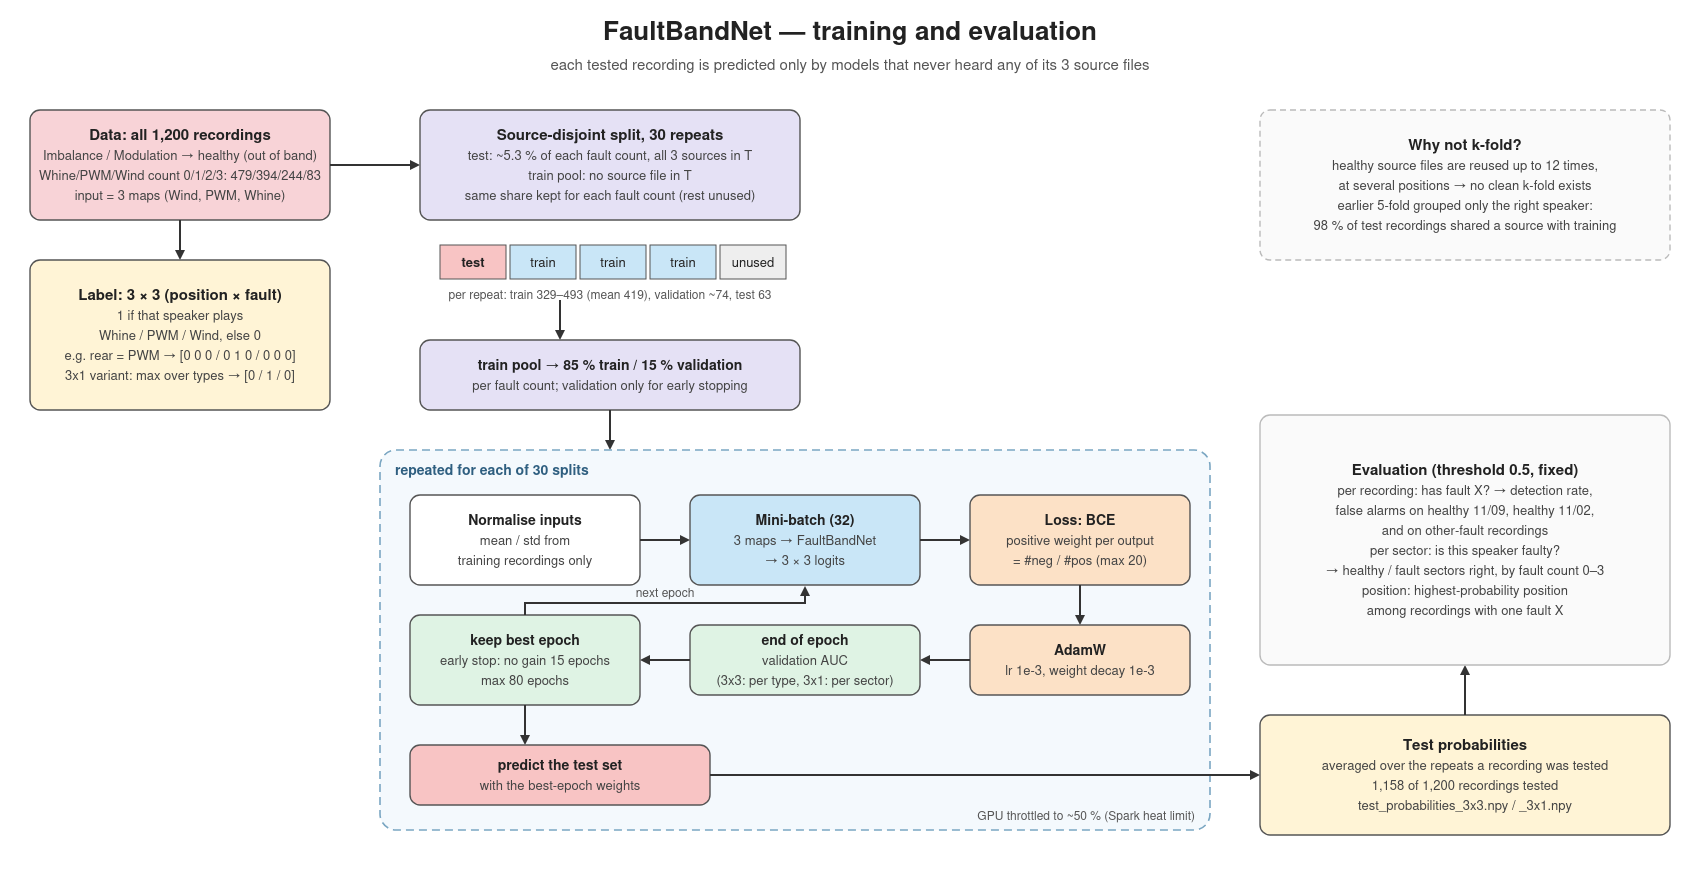 FaultBandNet — training and evaluation
each tested recording is predicted only by models that never heard any of its 3 source files
Data: all 1,200 recordings
Imbalance / Modulation → healthy (out of band)
Whine/PWM/Wind count 0/1/2/3: 479/394/244/83
input = 3 maps (Wind, PWM, Whine)
Source-disjoint split, 30 repeats
test: ~5.3 % of each fault count, all 3 sources in T
train pool: no source file in T
same share kept for each fault count (rest unused)
Why not k-fold?
healthy source files are reused up to 12 times,
at several positions → no clean k-fold exists
earlier 5-fold grouped only the right speaker:
98 % of test recordings shared a source with training
test train train train unused
per repeat: train 329–493 (mean 419), validation ~74, test 63
Label: 3 × 3 (position × fault)
1 if that speaker plays
Whine / PWM / Wind, else 0
e.g. rear = PWM → [0 0 0 / 0 1 0 / 0 0 0]
3x1 variant: max over types → [0 / 1 / 0]
train pool → 85 % train / 15 % validation
per fault count; validation only for early stopping
repeated for each of 30 splits
Normalise inputs
mean / std from
training recordings only
Mini-batch (32)
3 maps → FaultBandNet
→ 3 × 3 logits
Loss: BCE
positive weight per output
= #neg / #pos (max 20)
next epoch
keep best epoch
early stop: no gain 15 epochs
max 80 epochs
end of epoch
validation AUC
(3x3: per type, 3x1: per sector)
AdamW
lr 1e-3, weight decay 1e-3
predict the test set
with the best-epoch weights
GPU throttled to ~50 % (Spark heat limit)
Evaluation (threshold 0.5, fixed)
per recording: has fault X? → detection rate,
false alarms on healthy 11/09, healthy 11/02,
and on other-fault recordings
per sector: is this speaker faulty?
→ healthy / fault sectors right, by fault count 0–3
position: highest-probability position
among recordings with one fault X
Test probabilities
averaged over the repeats a recording was tested
1,158 of 1,200 recordings tested
test_probabilities_3x3.npy / _3x1.npy